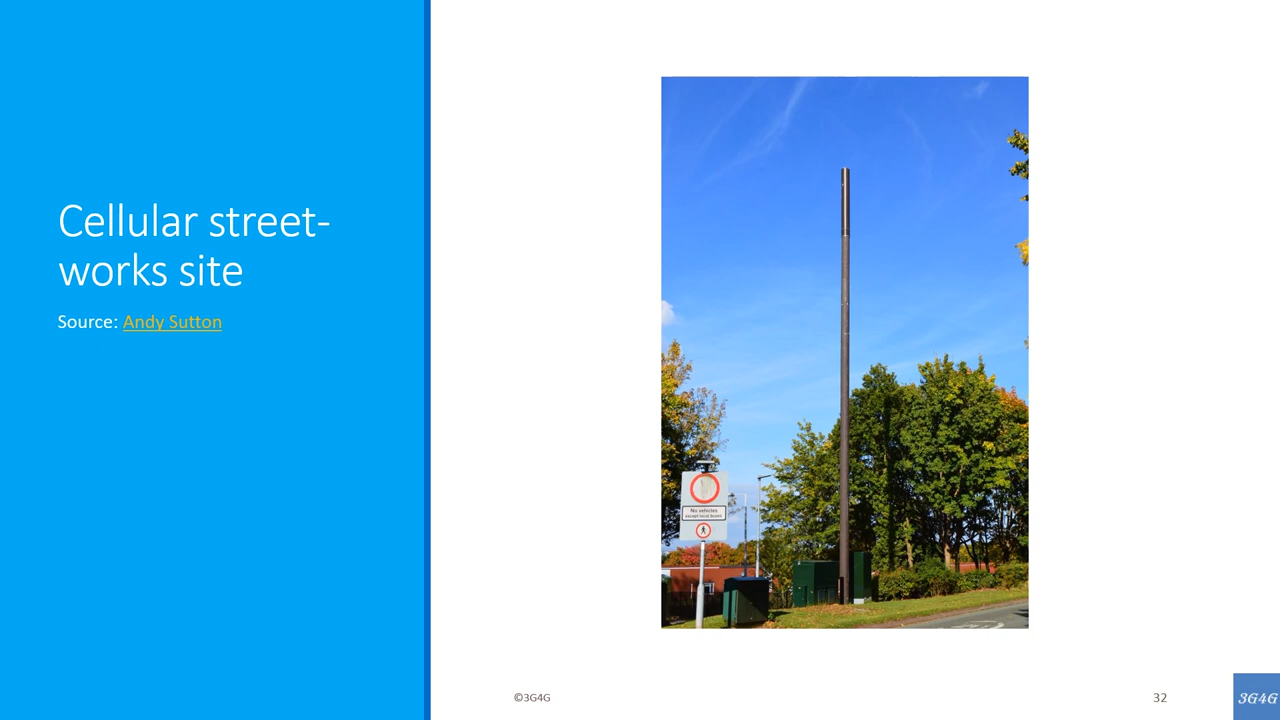 Cellular street-
works site
Source: Andy Sutton
No vehicles
except local buses
©3G4G
32
3G4G